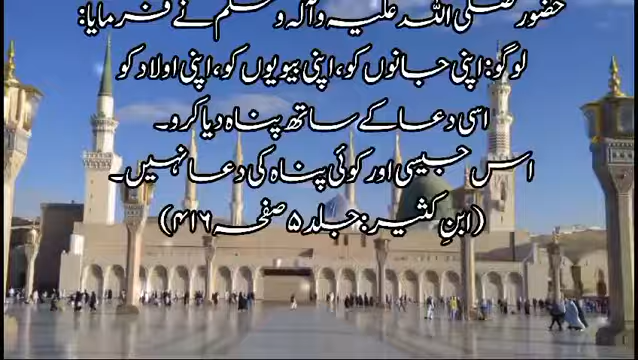 حضور صلی اللہ علیہ وآلہ وسلم نے فرمایا:
لوگو: اپنی جانوں کو، اپنی بیویوں کو، اپنی اولاد کو
اسی دعا کے ساتھ پناہ دیا کرو۔
اس جیسی اور کوئی پناہ کی دعا نہیں۔
(ابنِ کثیر: جلد ۵ صفحہ ۴۱۶)